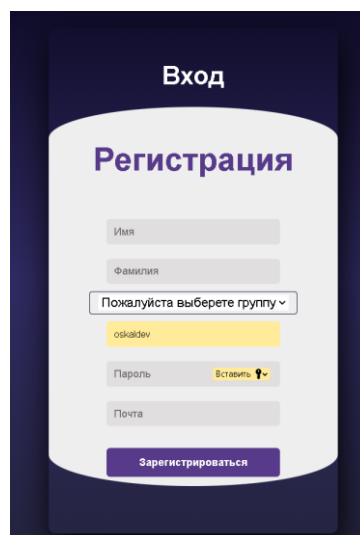 Вход
Регистрация
Имя
Фамилия
Пожалуйста выберете группу
oskaldev
Пароль
Вставить
Почта
Зарегистрироваться